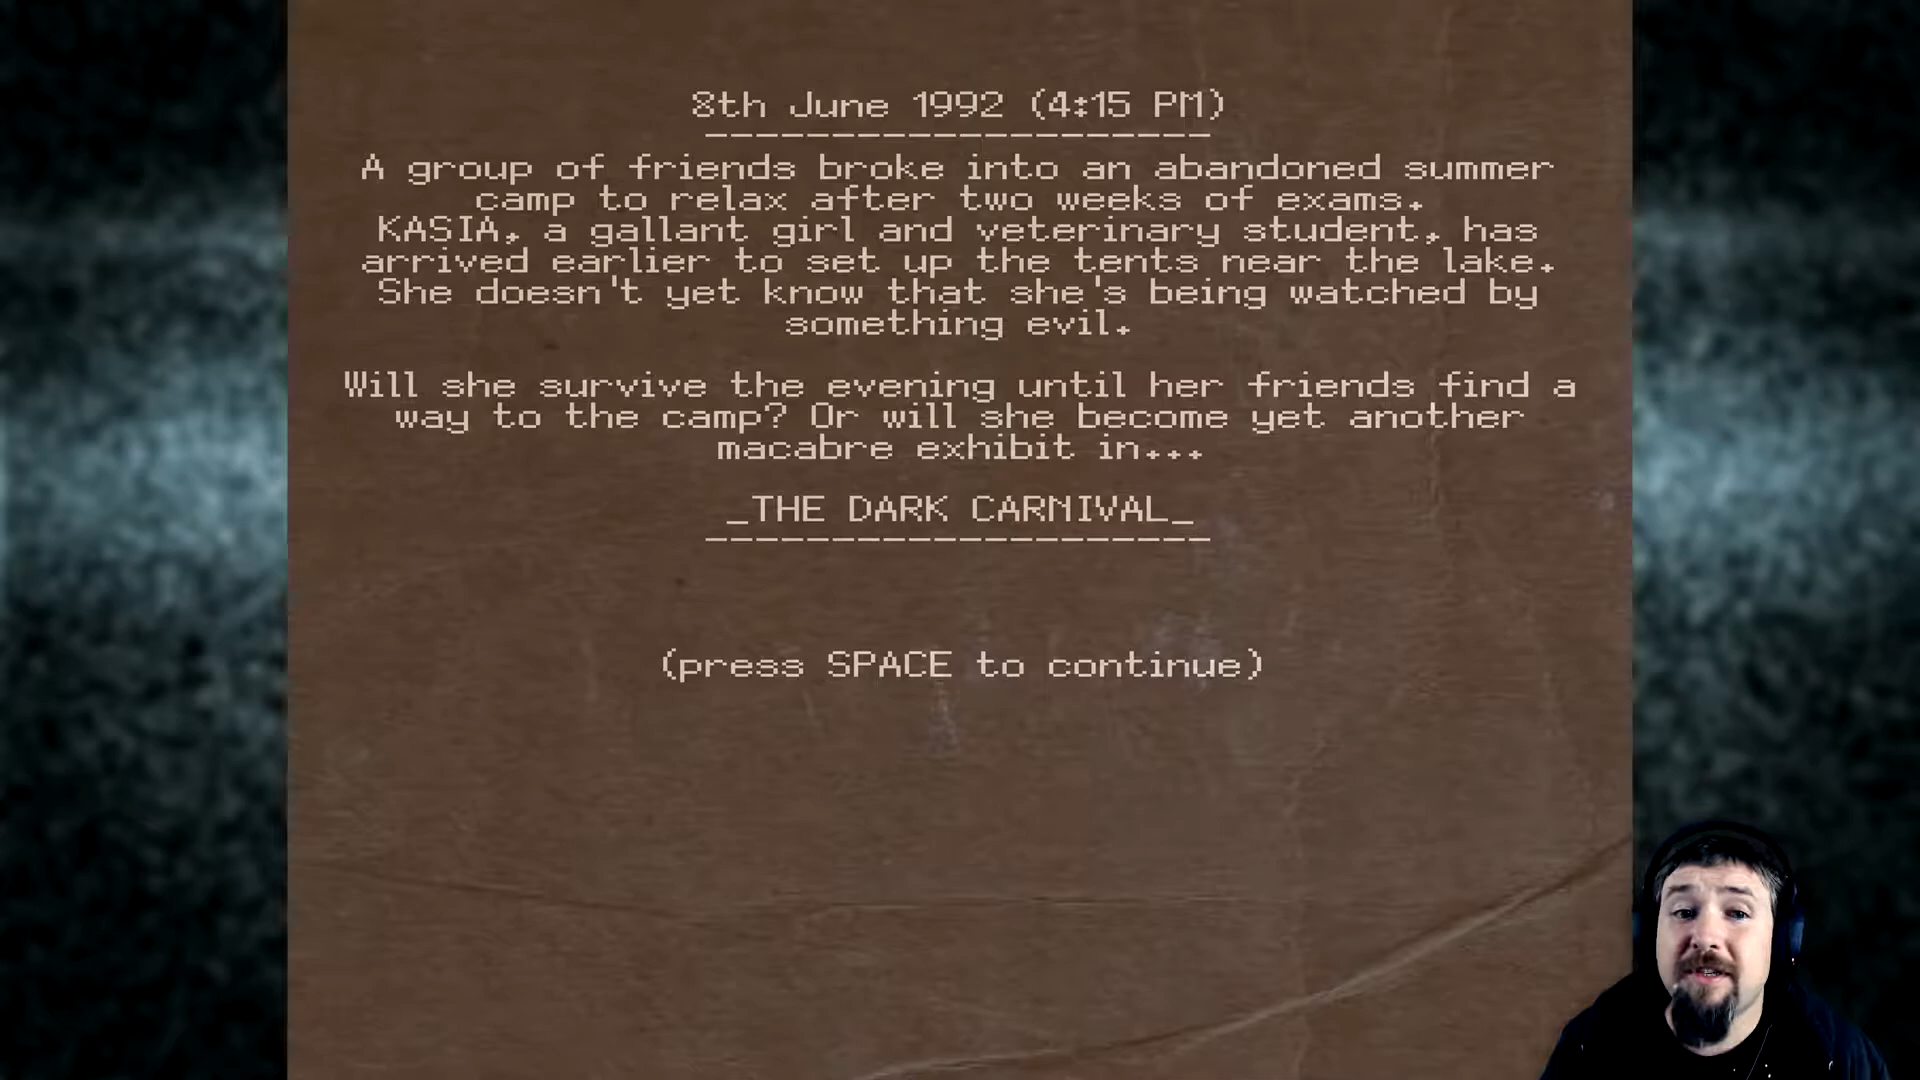 8th June 1992 (4:15 PM)
--------------------
A group of friends broke into an abandoned summer
camp to relax after two weeks of exams.
KASIA, a gallant girl and veterinary student, has
arrived earlier to set up the tents near the lake.
She doesn't yet know that she's being watched by
something evil.
Will she survive the evening until her friends find a
way to the camp? Or will she become yet another
macabre exhibit in...
_THE DARK CARNIVAL_
--------------------
(press SPACE to continue)